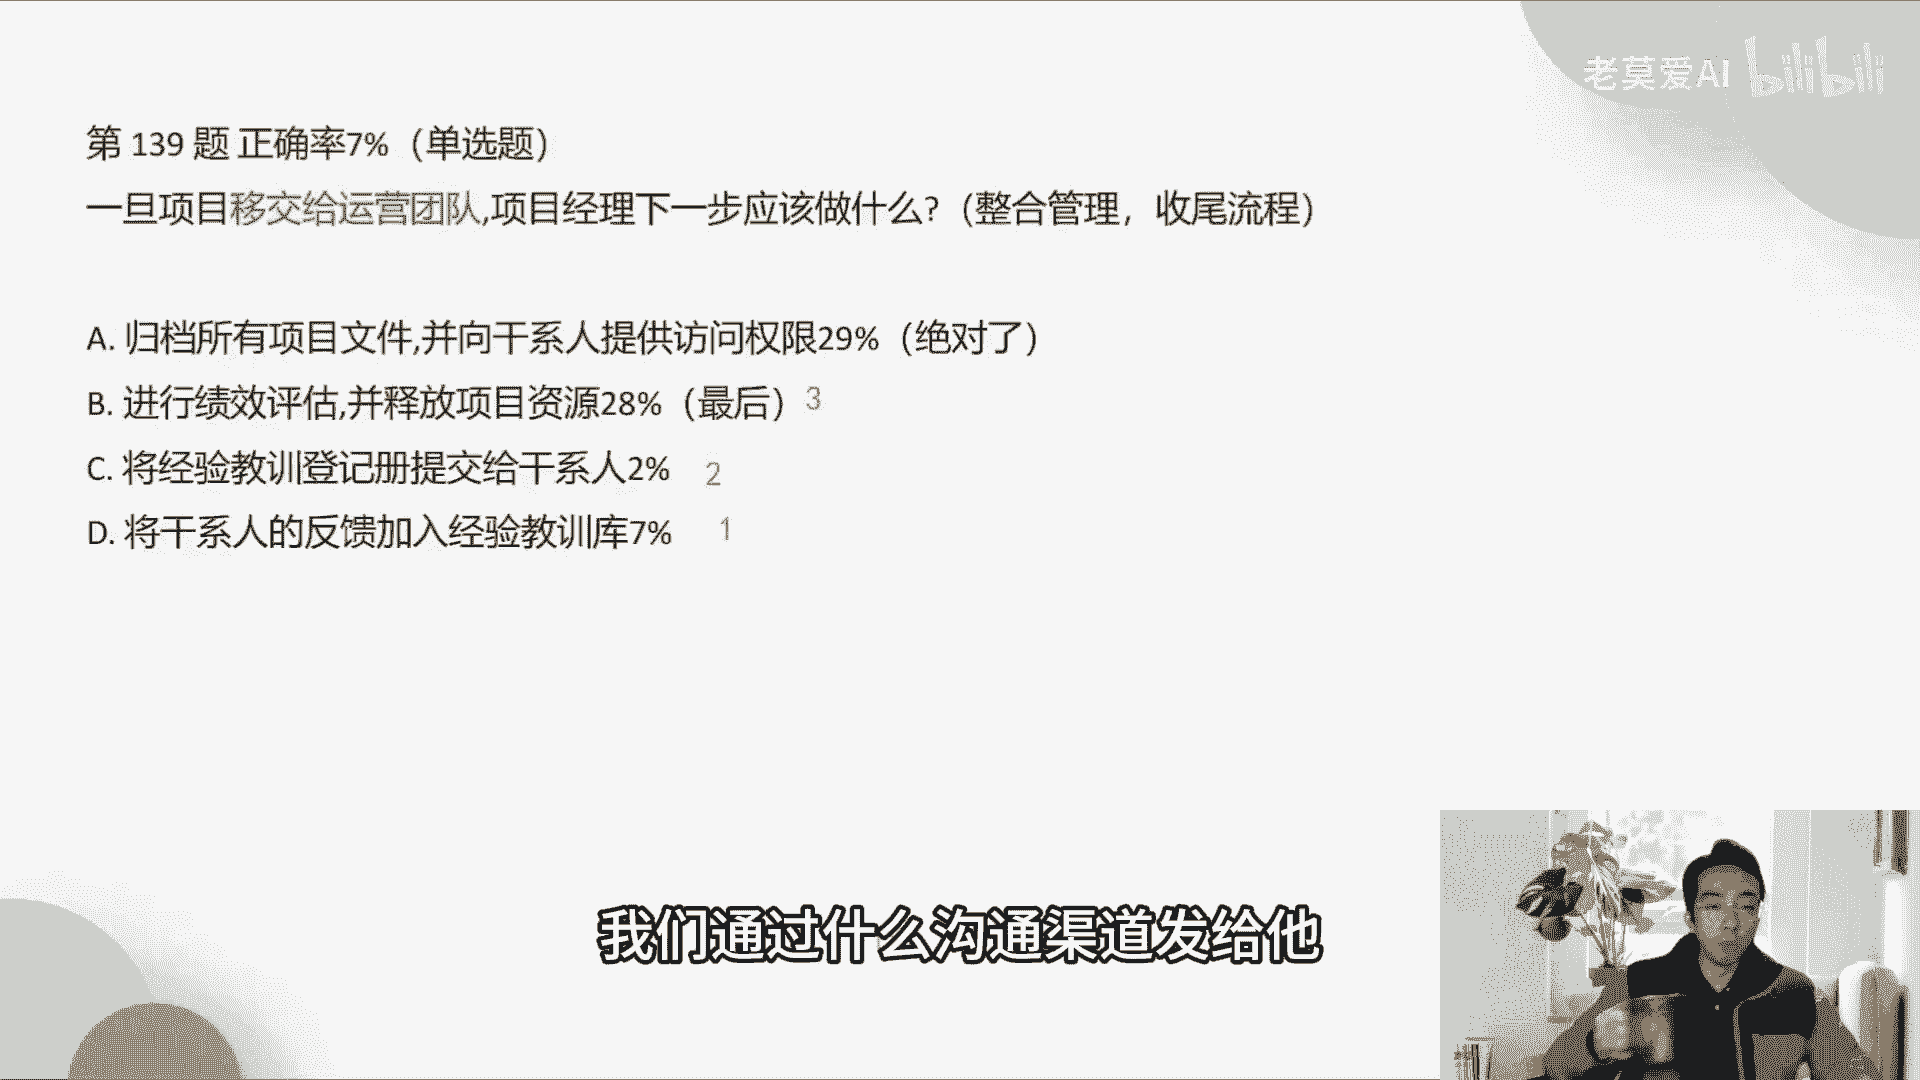 老莫爱AI bilibili
第 139 题 正确率7%（单选题）
一旦项目移交给运营团队,项目经理下一步应该做什么?（整合管理，收尾流程）
A. 归档所有项目文件,并向干系人提供访问权限29%（绝对了）
B. 进行绩效评估,并释放项目资源28%（最后） 3
C. 将经验教训登记册提交给干系人2% 2
D. 将干系人的反馈加入经验教训库7% 1
我们通过什么沟通渠道发给他